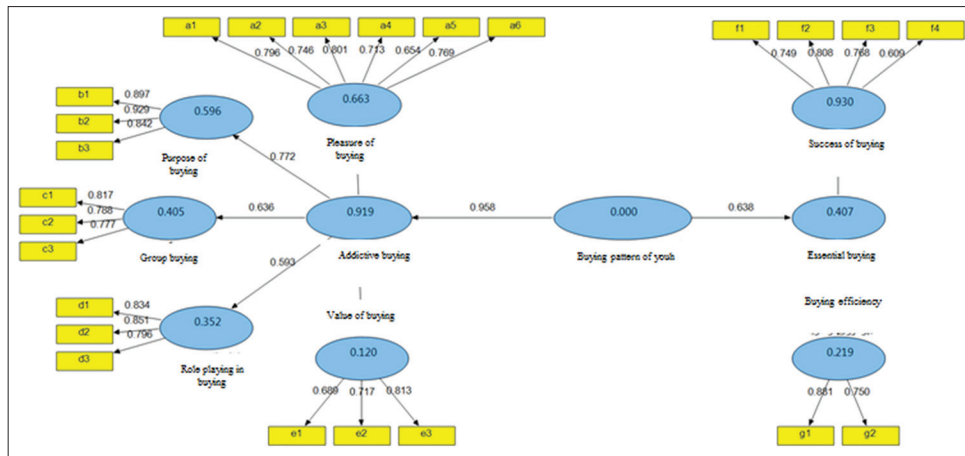 a1 a2 a3 a4 a5 a6
f1 f2 f3 f4
0.796 0.746 0.801 0.713 0.654 0.769
0.749 0.808 0.768 0.609
b1 0.897
b2 0.929
b3 0.842
0.596
0.663
0.930
Purpose of
buying
Pleasure of
buying
Success of buying
0.772
c1 0.817
c2 0.788
c3 0.777
0.405
0.636
0.919
0.958
0.000
0.638
0.407
Group buying
Addictive buying
Buying pattern of youh
Essential buying
0.593
d1 0.834
d2 0.851
d3 0.796
0.352
Role playing in
buying
Value of buying
Buying efficiency
0.120
0.219
0.689 0.717 0.813
0.881 0.750
e1 e2 e3
g1 g2